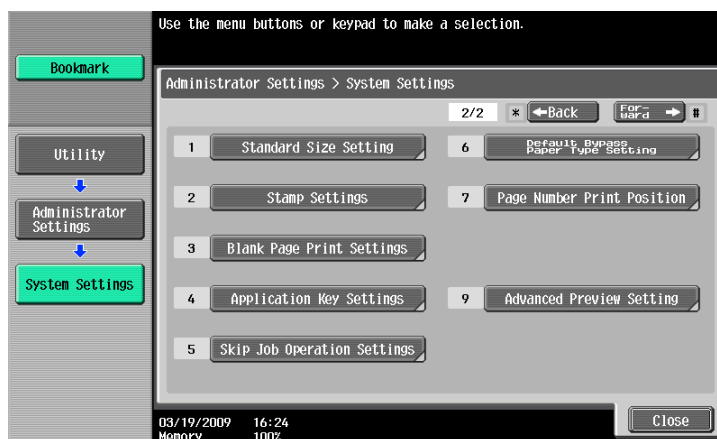 Use the menu buttons or keypad to make a selection.
Bookmark
Administrator Settings > System Settings
2/2 * ←Back For-ward → #
Utility
Administrator
Settings
System Settings
1 Standard Size Setting
2 Stamp Settings
3 Blank Page Print Settings
4 Application Key Settings
5 Skip Job Operation Settings
6 Default Bypass
Paper Type Setting
7 Page Number Print Position
9 Advanced Preview Setting
Close
03/19/2009 16:24
Memory 100%